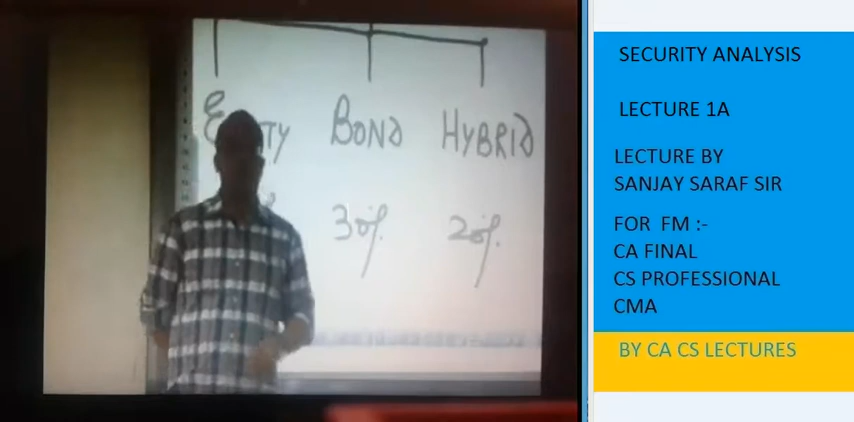 E TY BOND HYBRID
30% 20%
SECURITY ANALYSIS
LECTURE 1A
LECTURE BY
SANJAY SARAF SIR
FOR FM :-
CA FINAL
CS PROFESSIONAL
CMA
BY CA CS LECTURES